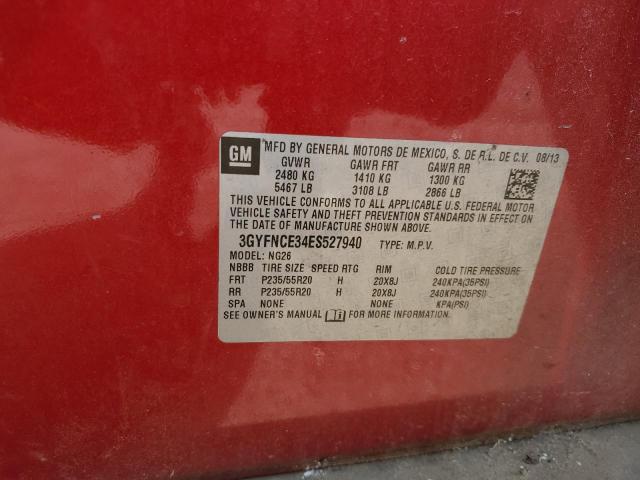 GM
MFD BY GENERAL MOTORS DE MEXICO, S. DE R.L. DE C.V. 08/13
GVWR GAWR FRT GAWR RR
2480 KG 1410 KG 1300 KG
5467 LB 3108 LB 2866 LB
THIS VEHICLE CONFORMS TO ALL APPLICABLE U.S. FEDERAL MOTOR
VEHICLE SAFETY AND THEFT PREVENTION STANDARDS IN EFFECT ON
THE DATE OF MANUFACTURE SHOWN ABOVE.
3GYFNCE34ES527940 TYPE: M.P.V.
MODEL: NG26
NBBB TIRE SIZE SPEED RTG RIM COLD TIRE PRESSURE
FRT P235/55R20 H 20X8J 240KPA(35PSI)
RR P235/55R20 H 20X8J 240KPA(35PSI)
SPA NONE NONE KPA(PSI)
SEE OWNER'S MANUAL FOR MORE INFORMATION.